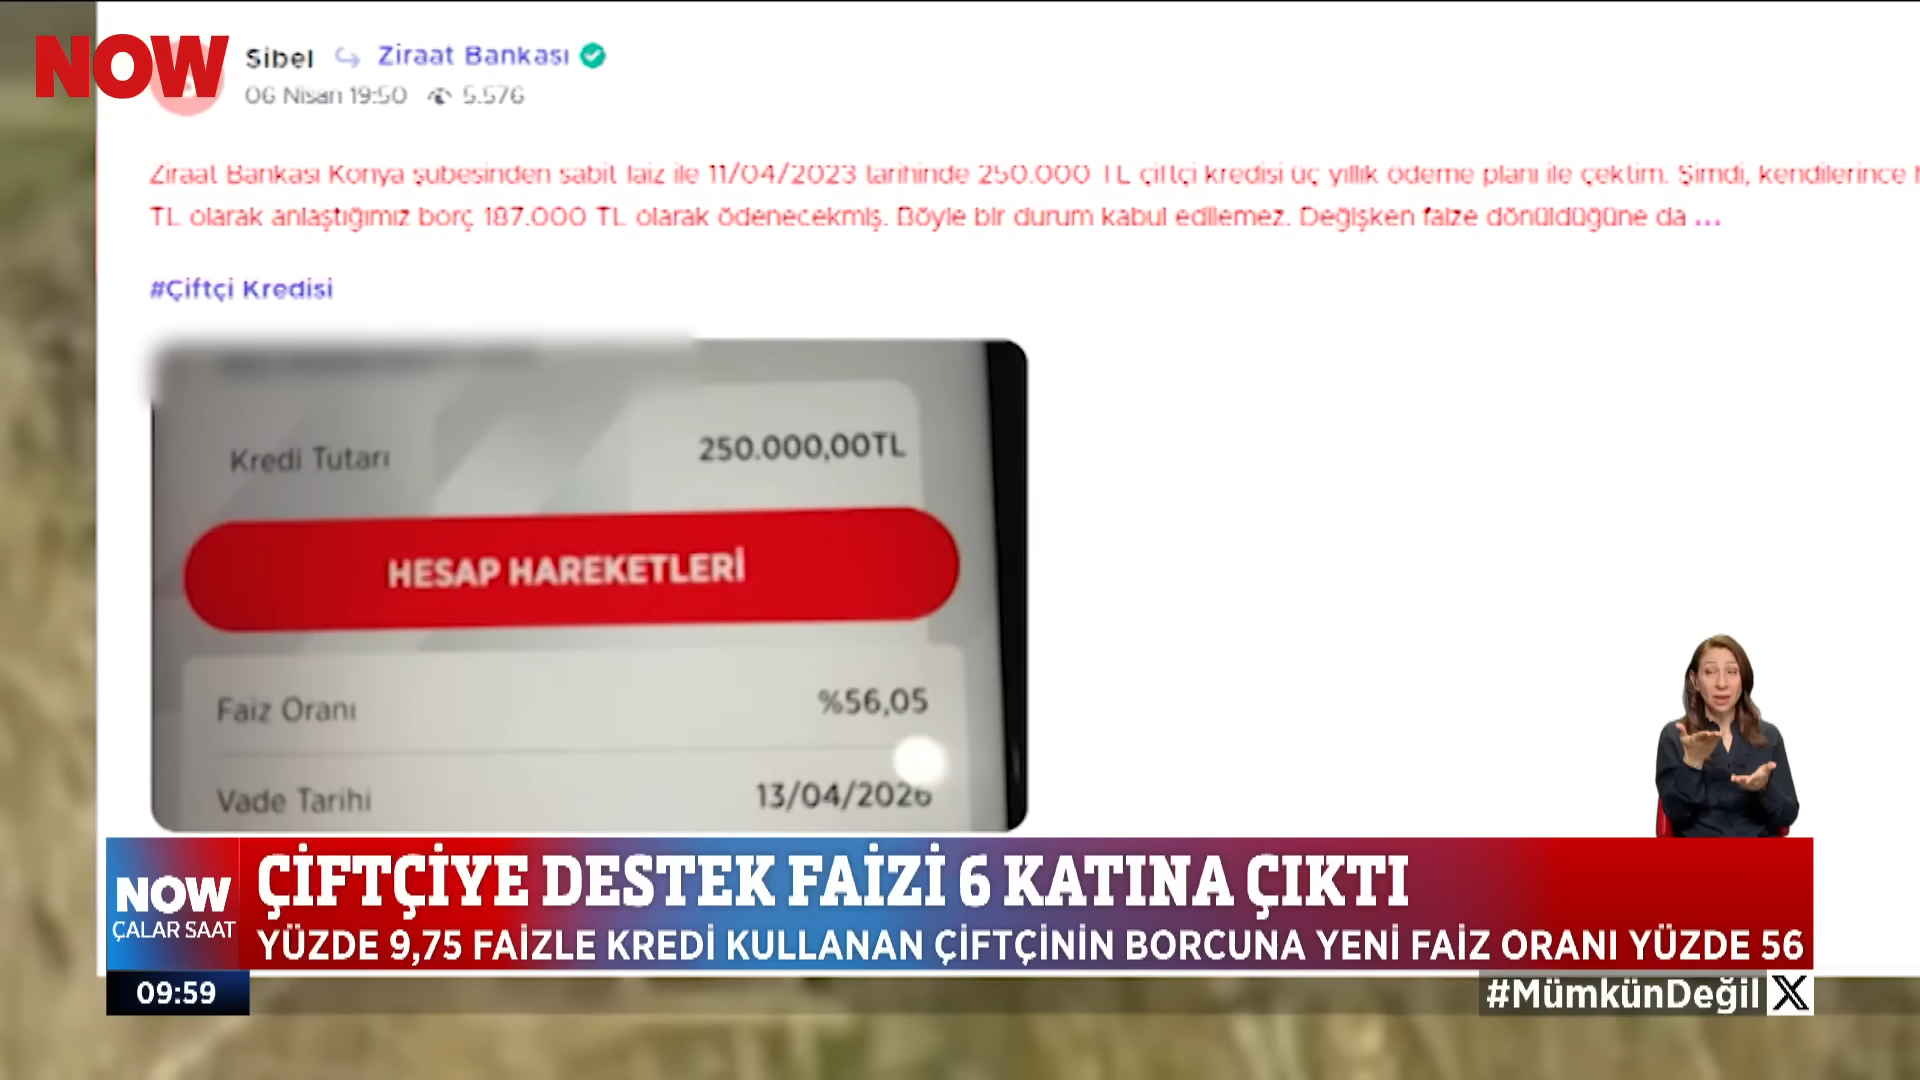 NOW
Sibel Ziraat Bankası
06 Nisan 19:50 5.576
Ziraat Bankası Konya şubesinden sabit faiz ile 11/04/2023 tarihinde 250.000 TL çiftçi kredisi üç yıllık ödeme planı ile çektim. Şimdi, kendilerince
TL olarak anlaştığımız borç 187.000 TL olarak ödenecekmiş. Böyle bir durum kabul edilemez. Değişken faize dönüldüğüne da ...
#Çiftçi Kredisi
Kredi Tutarı 250.000,00TL
HESAP HAREKETLERİ
Faiz Oranı %56,05
Vade Tarihi 13/04/2026
NOW
ÇALAR SAAT
ÇİFTÇİYE DESTEK FAİZİ 6 KATINA ÇIKTI
YÜZDE 9,75 FAİZLE KREDİ KULLANAN ÇİFTÇİNİN BORCUNA YENİ FAİZ ORANI YÜZDE 56
09:59
#MümkünDeğil X